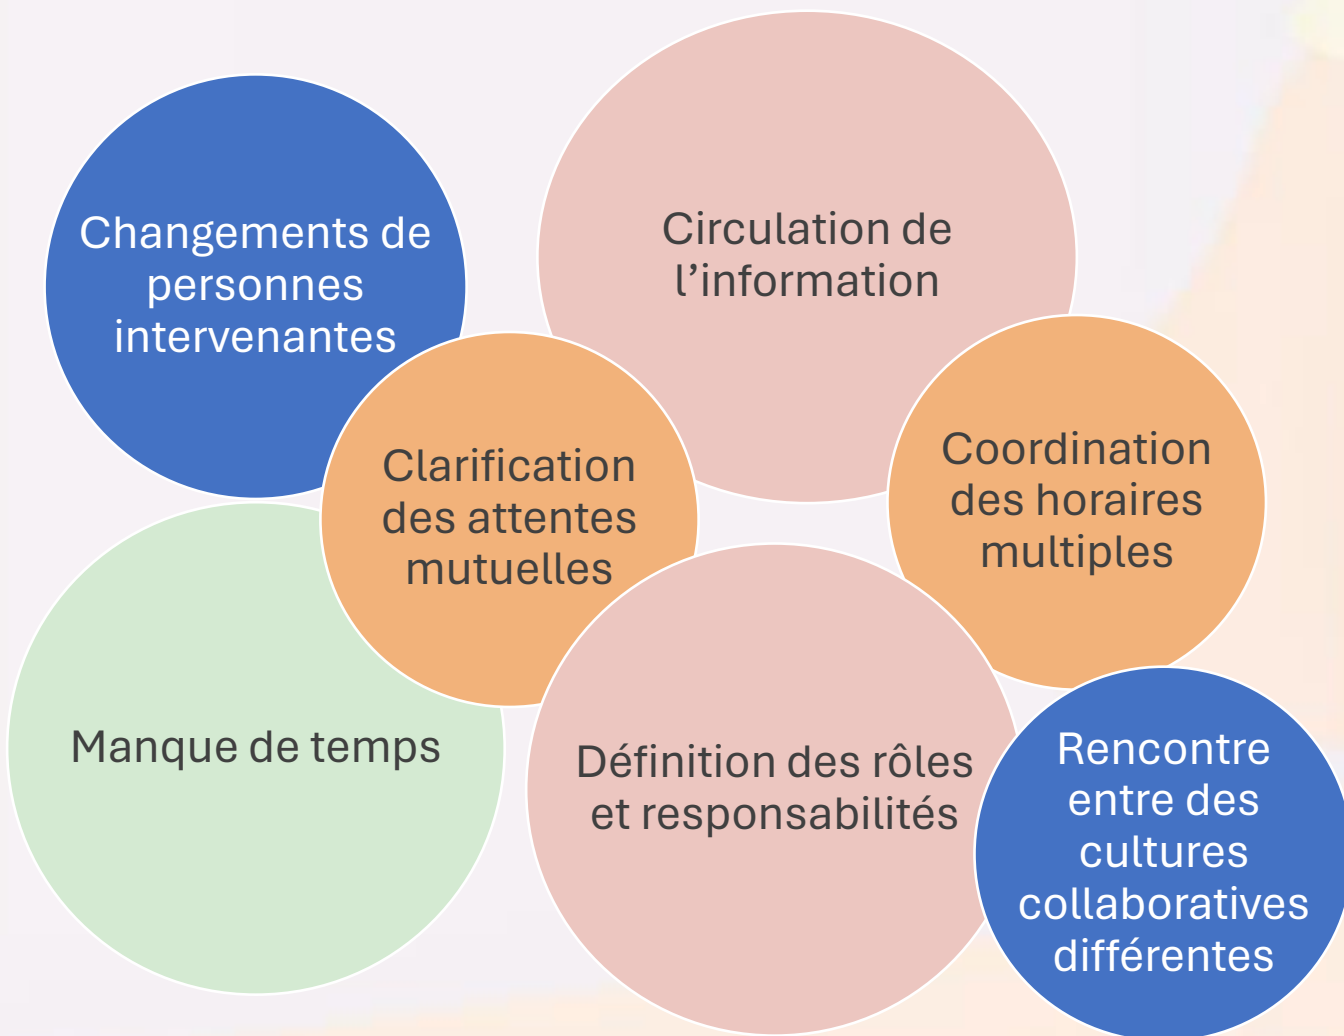 Changements de
personnes
intervenantes
Circulation de
l’information
Clarification
des attentes
mutuelles
Coordination
des horaires
multiples
Manque de temps
Définition des rôles
et responsabilités
Rencontre
entre des
cultures
collaboratives
différentes